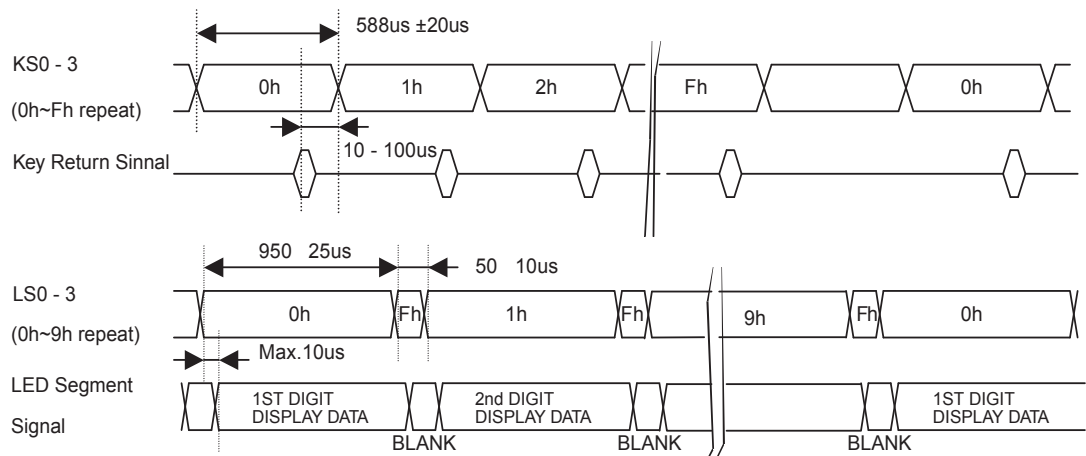 588us ±20us
KS0 - 3
0h 1h 2h Fh 0h
(0h~Fh repeat)
10 - 100us
Key Return Sinnal
950 25us 50 10us
LS0 - 3
0h Fh 1h Fh 9h Fh 0h
(0h~9h repeat)
Max.10us
LED Segment
1ST DIGIT 2nd DIGIT 1ST DIGIT
DISPLAY DATA DISPLAY DATA DISPLAY DATA
Signal
BLANK BLANK BLANK